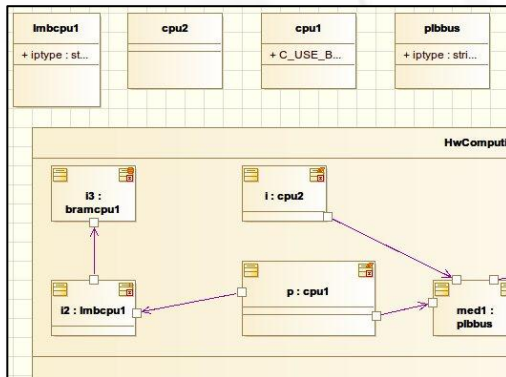 lmbcpu1
+ iptype : st...
cpu2
cpu1
+ C_USE_B...
plbbus
+ iptype : stri...
HwComputi
i3 :
bramcpu1
i : cpu2
i2 : lmbcpu1
p : cpu1
med1 :
plbbus